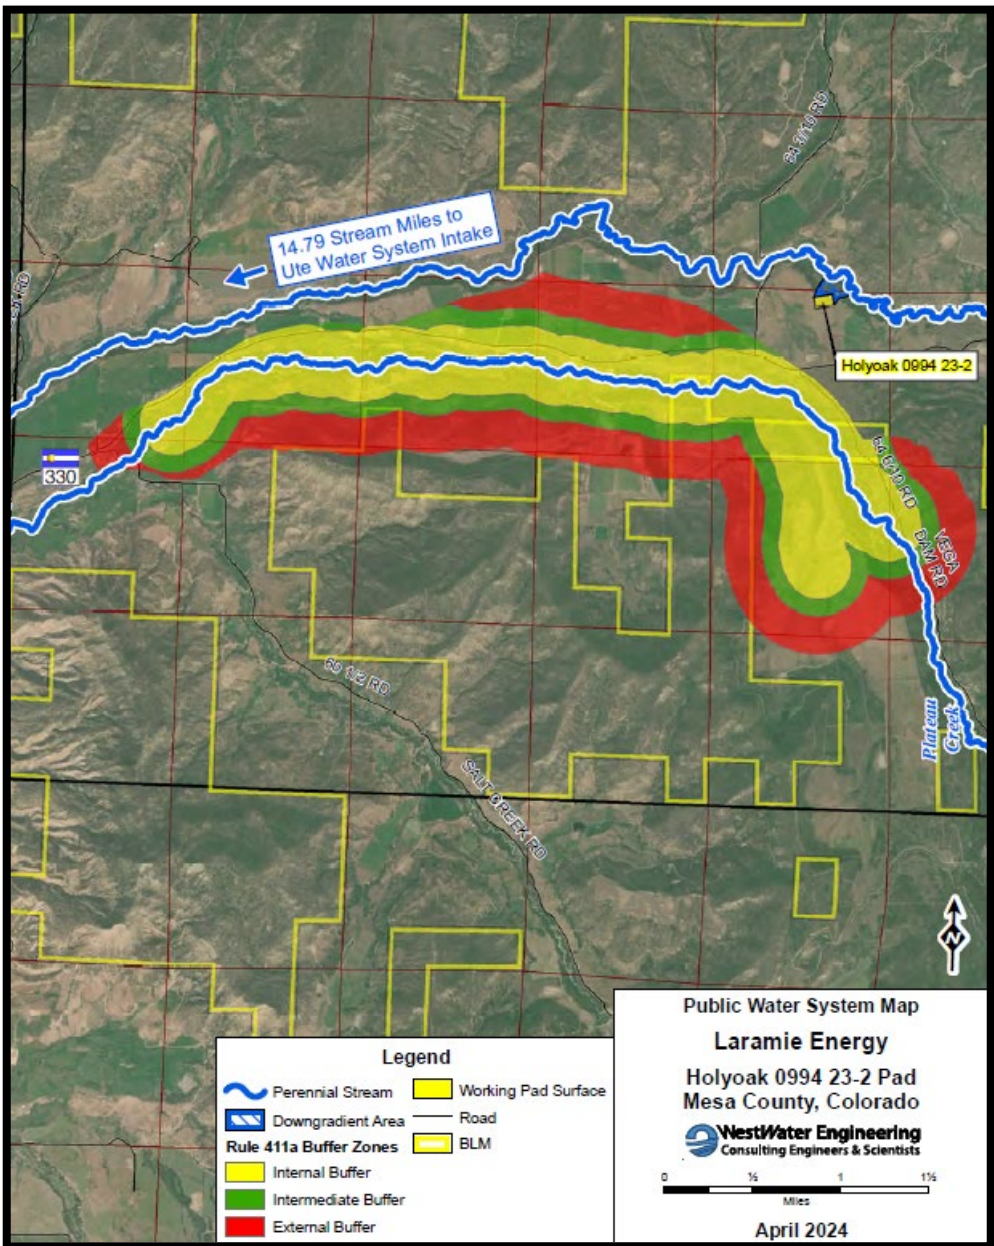 64 3/10 RD
14.79 Stream Miles to
Ute Water System Intake
RD
Holyoak 0994 23-2
330
64 6/10 RD
VEGA
DAM RD
60 1/2 RD
Plateau
Creek
SALT CREEK RD
N
Legend
Perennial Stream
Working Pad Surface
Downgradient Area
Road
Rule 411a Buffer Zones
BLM
Internal Buffer
Intermediate Buffer
External Buffer
Public Water System Map
Laramie Energy
Holyoak 0994 23-2 Pad
Mesa County, Colorado
WestWater Engineering
Consulting Engineers & Scientists
0 ½ 1 1½
Miles
April 2024